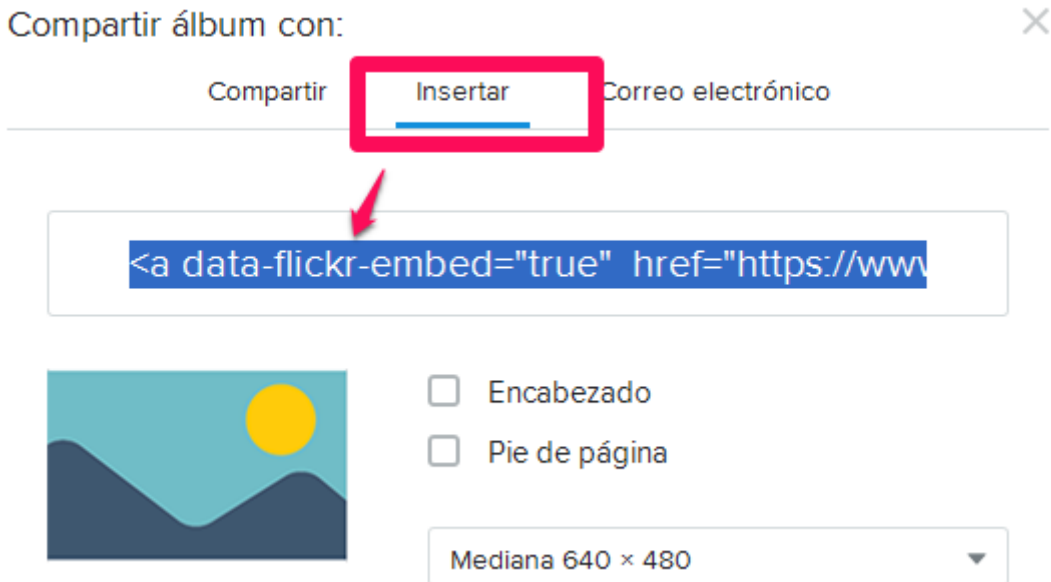 Compartir álbum con:
Compartir Insertar Correo electrónico
<a data-flickr-embed="true"  href="https://www
Encabezado
Pie de página
Mediana 640 × 480